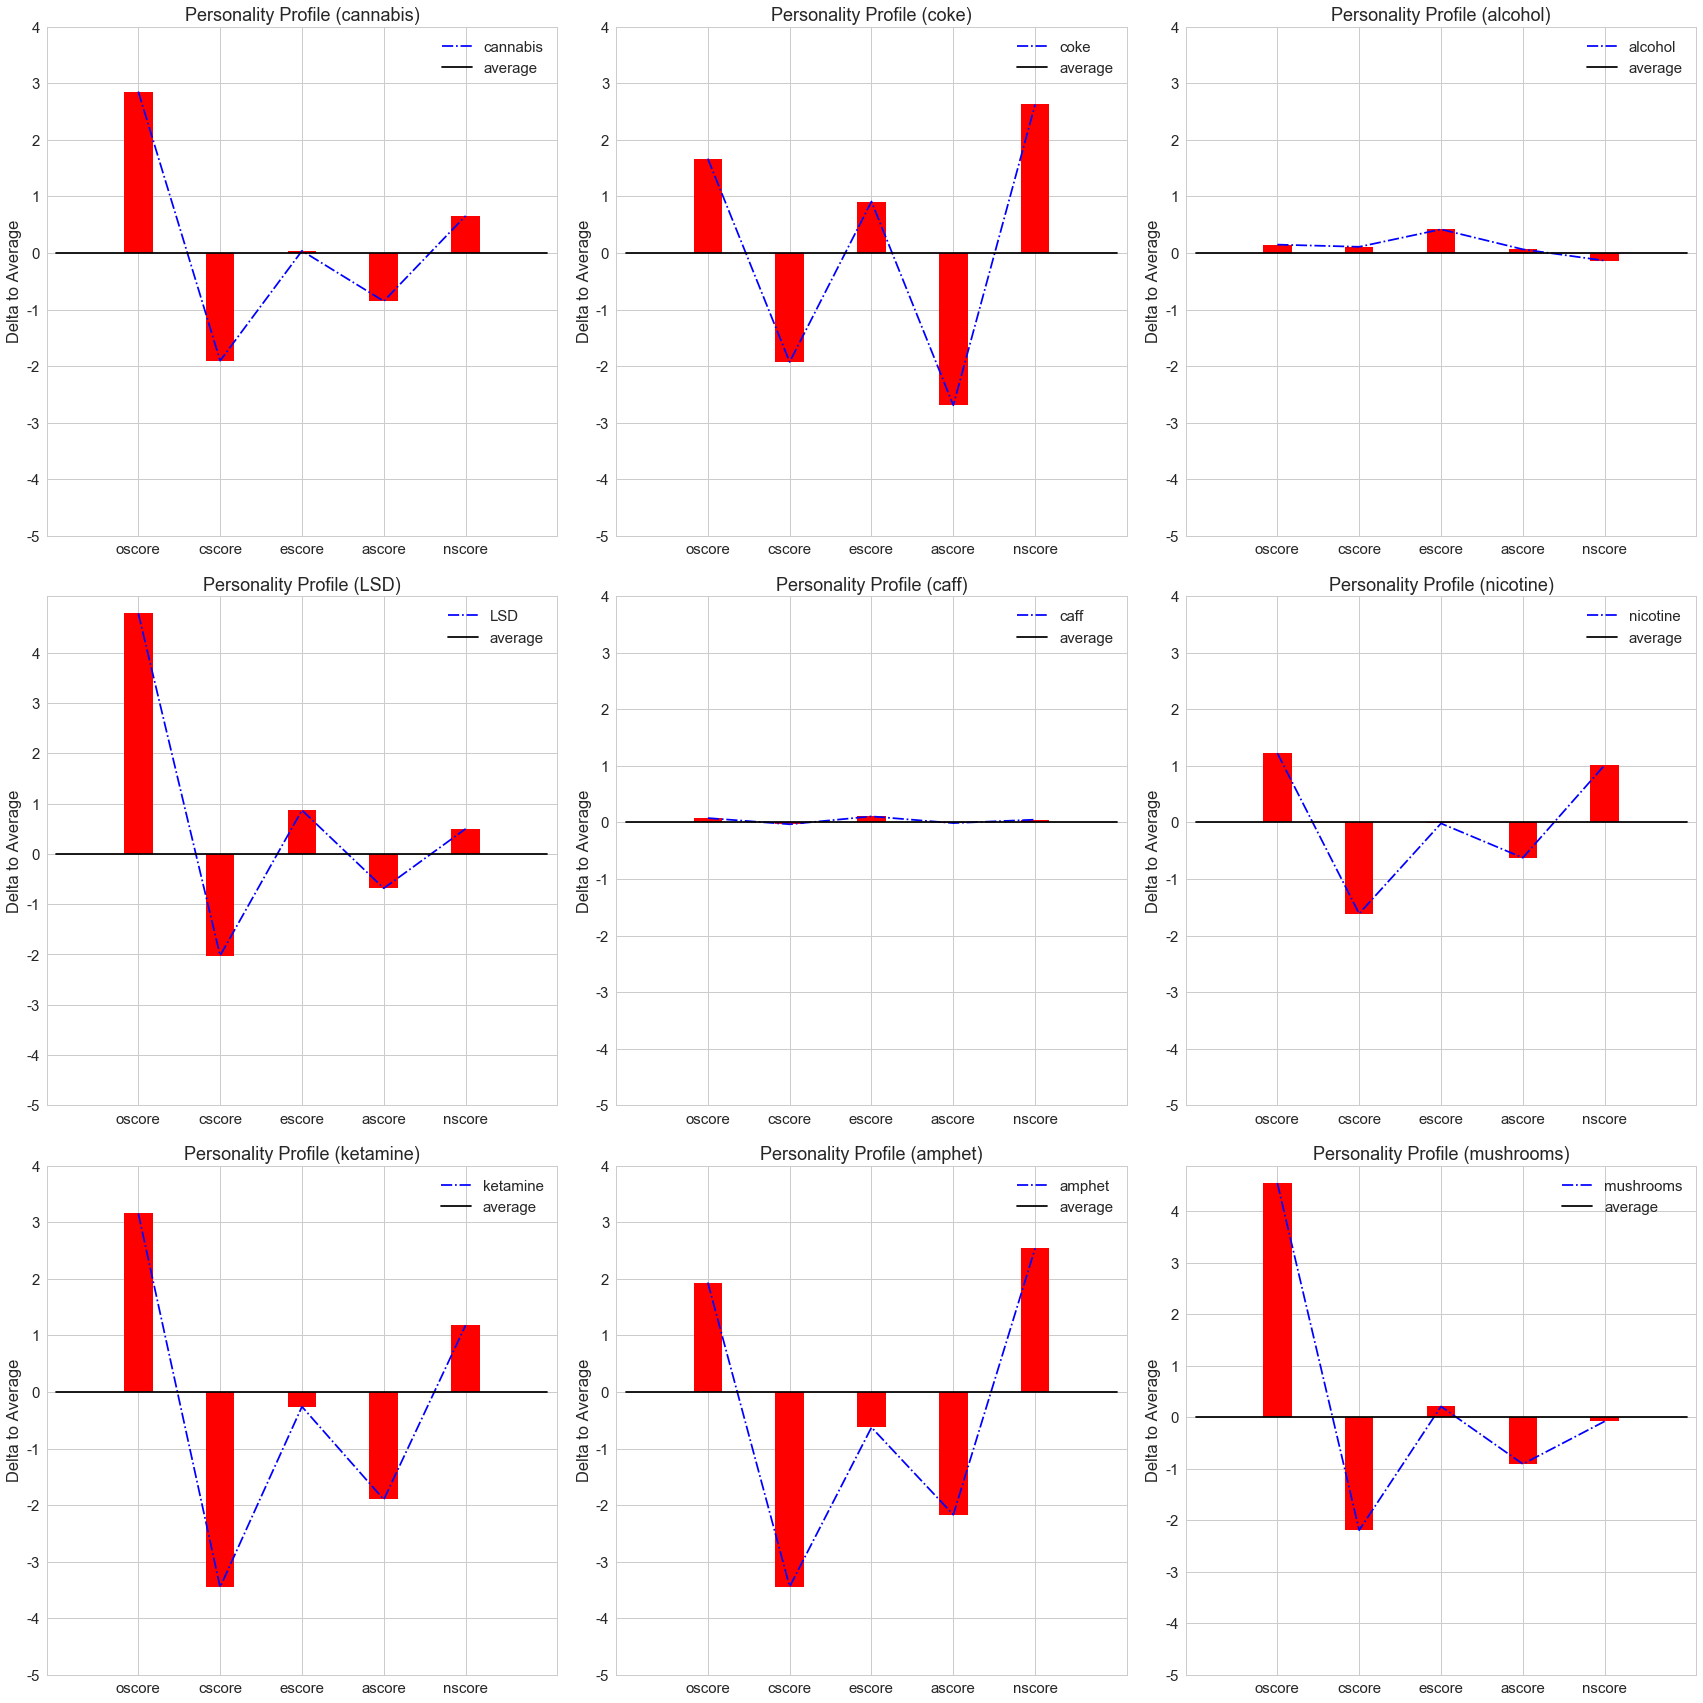 Personality Profile (cannabis)
cannabis
average
Delta to Average
4
3
2
1
0
-1
-2
-3
-4
-5
oscore cscore escore ascore nscore
Personality Profile (coke)
coke
average
Delta to Average
4
3
2
1
0
-1
-2
-3
-4
-5
oscore cscore escore ascore nscore
Personality Profile (alcohol)
alcohol
average
Delta to Average
4
3
2
1
0
-1
-2
-3
-4
-5
oscore cscore escore ascore nscore
Personality Profile (LSD)
LSD
average
Delta to Average
4
3
2
1
0
-1
-2
-3
-4
-5
oscore cscore escore ascore nscore
Personality Profile (caff)
caff
average
Delta to Average
4
3
2
1
0
-1
-2
-3
-4
-5
oscore cscore escore ascore nscore
Personality Profile (nicotine)
nicotine
average
Delta to Average
4
3
2
1
0
-1
-2
-3
-4
-5
oscore cscore escore ascore nscore
Personality Profile (ketamine)
ketamine
average
Delta to Average
4
3
2
1
0
-1
-2
-3
-4
-5
oscore cscore escore ascore nscore
Personality Profile (amphet)
amphet
average
Delta to Average
4
3
2
1
0
-1
-2
-3
-4
-5
oscore cscore escore ascore nscore
Personality Profile (mushrooms)
mushrooms
average
Delta to Average
4
3
2
1
0
-1
-2
-3
-4
-5
oscore cscore escore ascore nscore